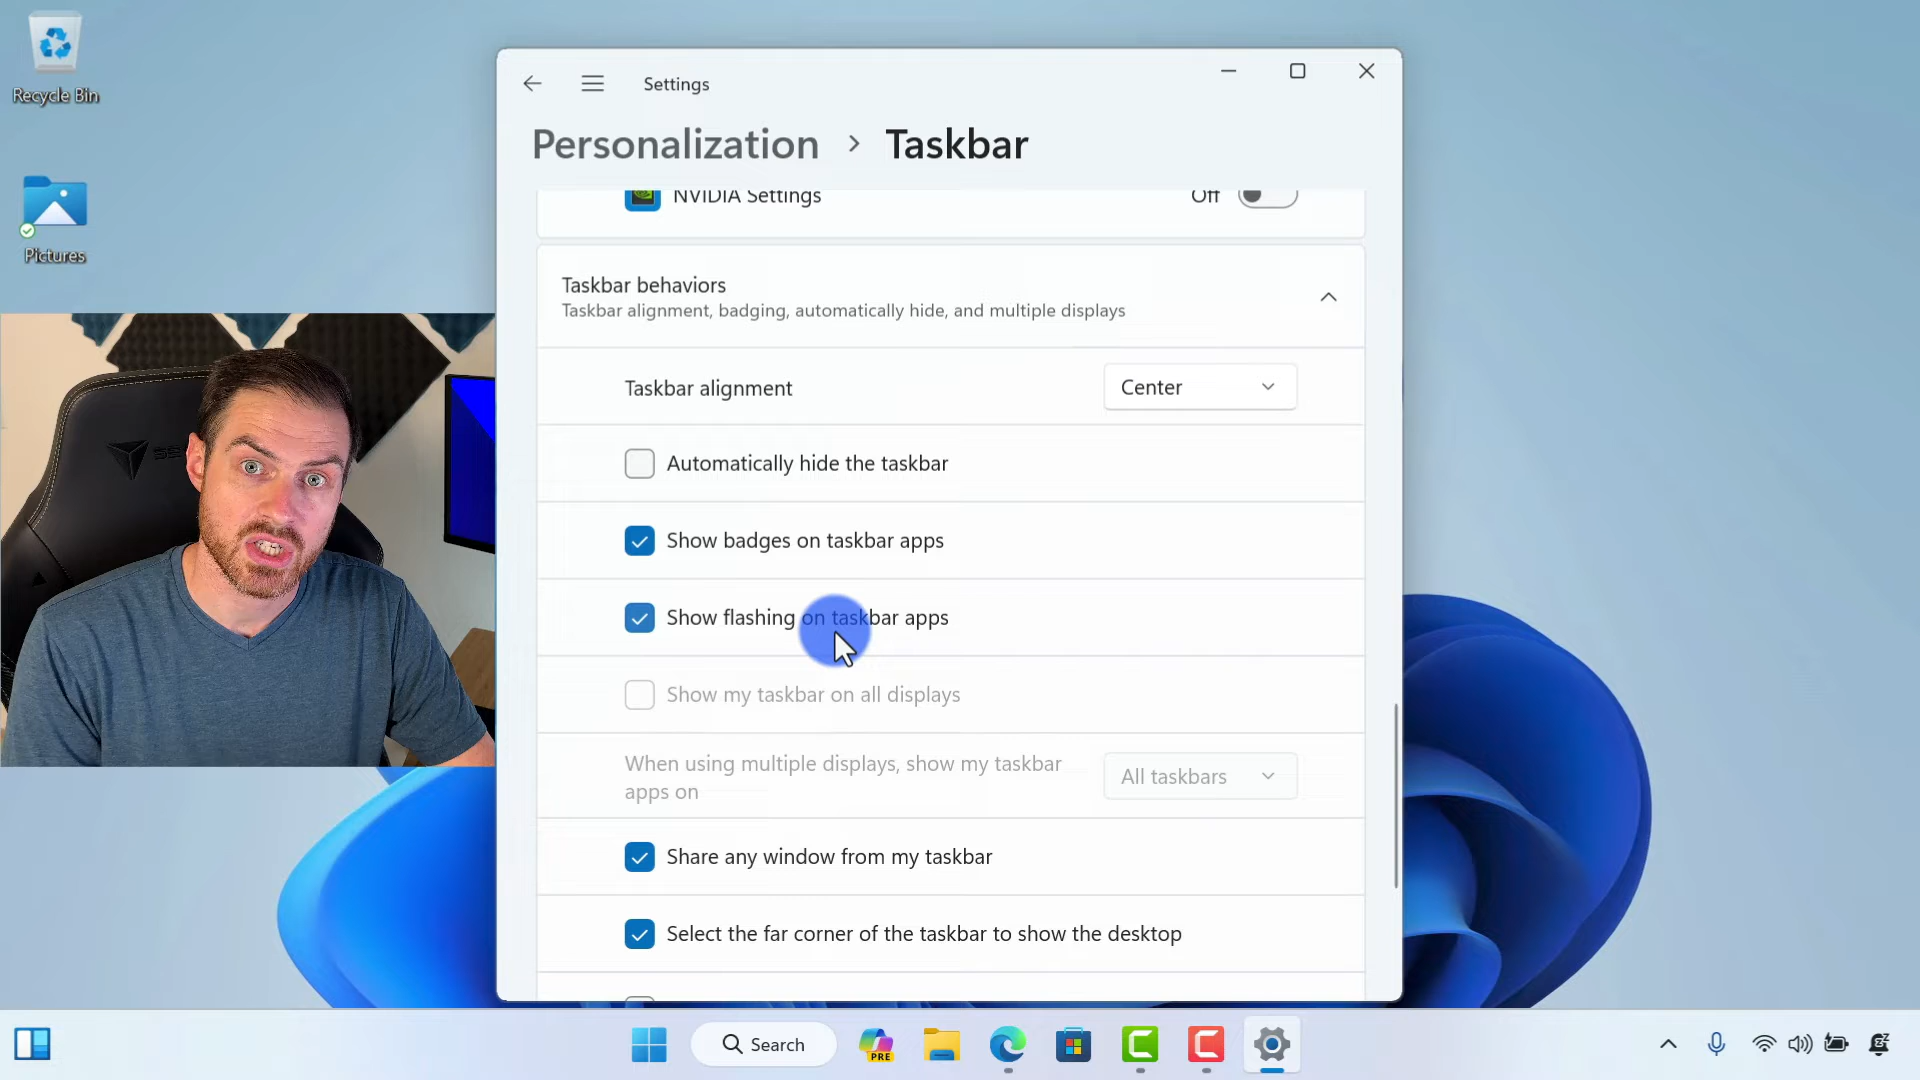 Recycle Bin
Pictures
Settings
Personalization > Taskbar
NVIDIA Settings
Off
Taskbar behaviors
Taskbar alignment, badging, automatically hide, and multiple displays
Taskbar alignment
Center
Automatically hide the taskbar
Show badges on taskbar apps
Show flashing on taskbar apps
Show my taskbar on all displays
When using multiple displays, show my taskbar
apps on
All taskbars
Share any window from my taskbar
Select the far corner of the taskbar to show the desktop
Search
PRE